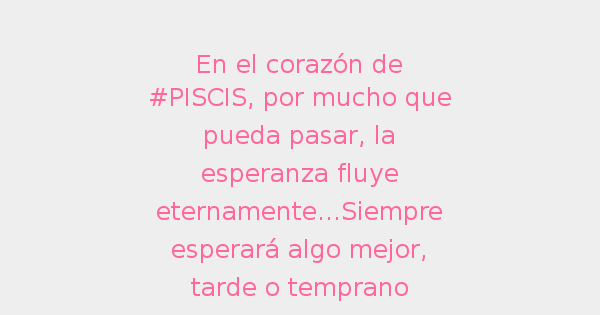 En el corazón de
#PISCIS, por mucho que
pueda pasar, la
esperanza fluye
eternamente...Siempre
esperará algo mejor,
tarde o temprano